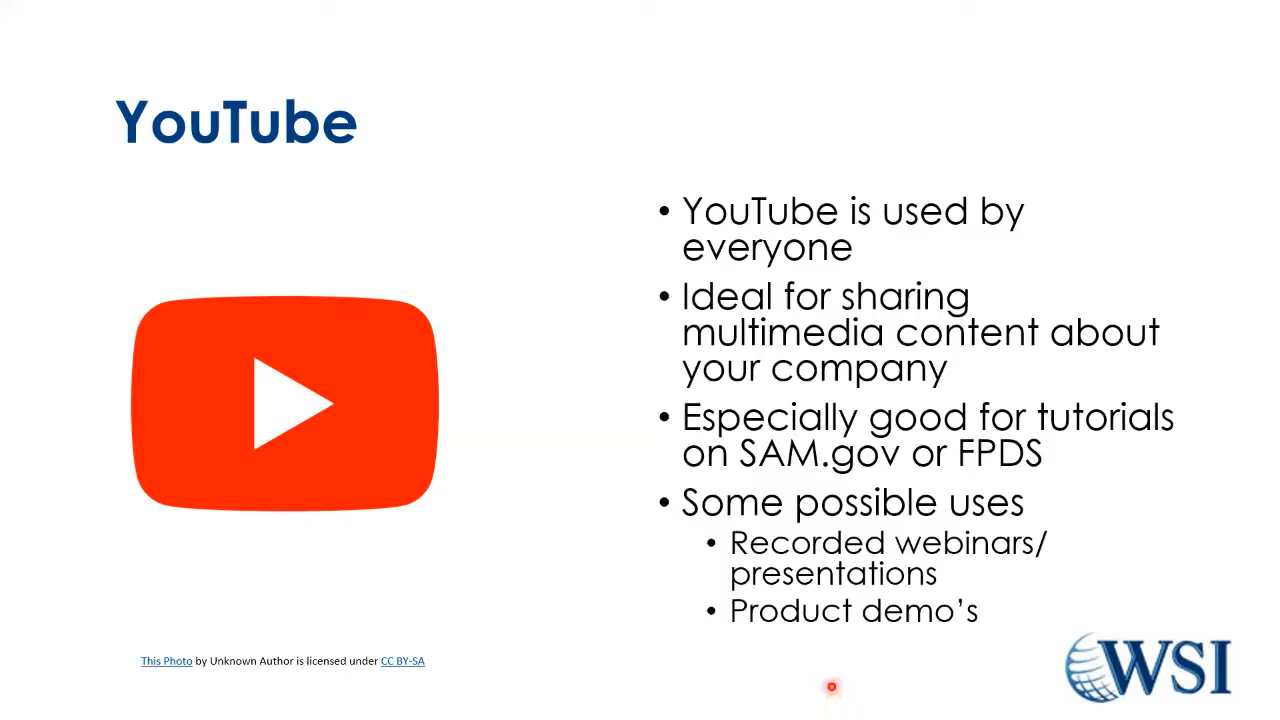 YouTube
• YouTube is used by
everyone
• Ideal for sharing
multimedia content about
your company
• Especially good for tutorials
on SAM.gov or FPDS
• Some possible uses
• Recorded webinars/
presentations
• Product demo’s
This Photo by Unknown Author is licensed under CC BY-SA
WSI